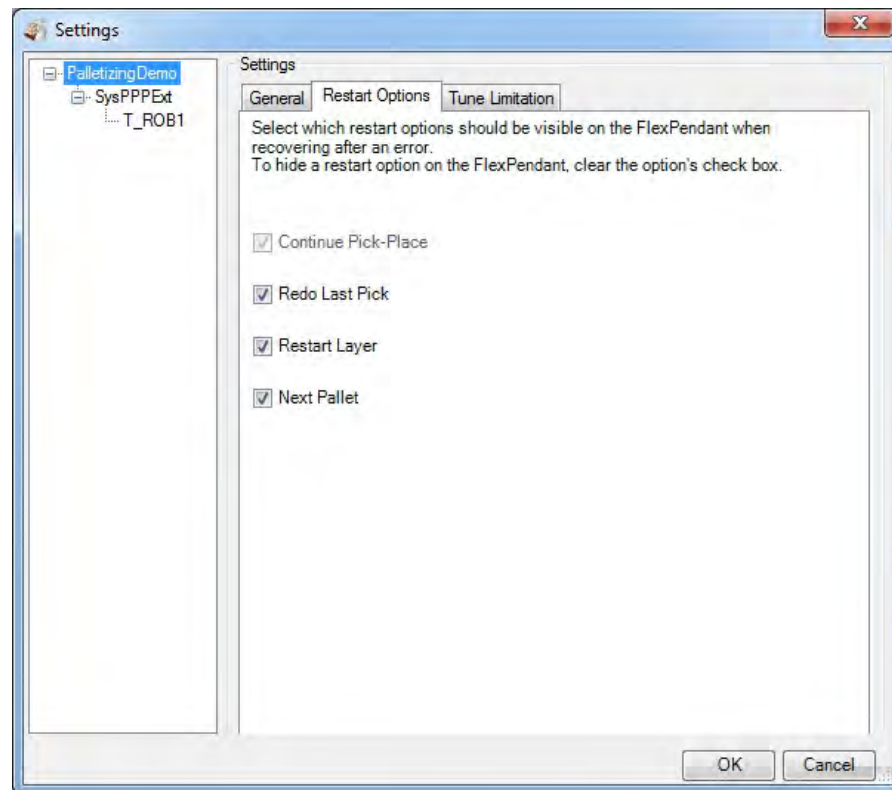 Settings
PalletizingDemo
SysPPPExt
T_ROB1
Settings
General Restart Options Tune Limitation
Select which restart options should be visible on the FlexPendant when
recovering after an error.
To hide a restart option on the FlexPendant, clear the option's check box.
Continue Pick-Place
Redo Last Pick
Restart Layer
Next Pallet
OK Cancel